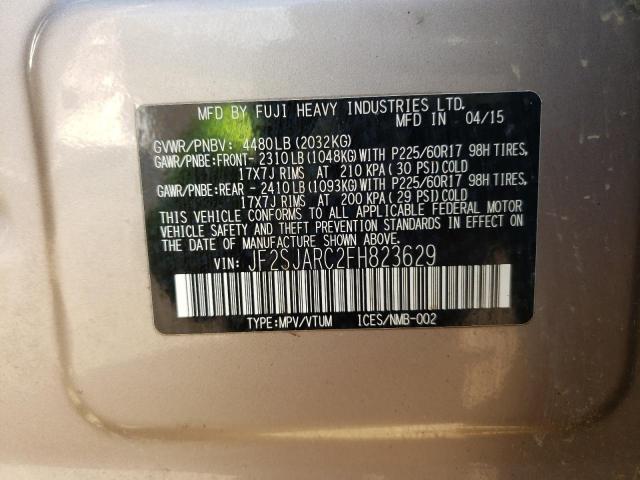 MFD BY FUJI HEAVY INDUSTRIES LTD.
MFD IN 04/15
GVWR/PNBV: 4480LB(2032KG)
GAWR/PNBE:FRONT- 2310LB(1048KG)WITH P225/60R17 98H TIRES,
17X7J RIMS AT 210 KPA(30 PSI)COLD
GAWR/PNBE:REAR - 2410LB(1093KG)WITH P225/60R17 98H TIRES,
17X7J RIMS AT 200 KPA(29 PSI)COLD
THIS VEHICLE CONFORMS TO ALL APPLICABLE FEDERAL MOTOR
VEHICLE SAFETY AND THEFT PREVENTION STANDARDS IN EFFECT ON
THE DATE OF MANUFACTURE SHOWN ABOVE.
VIN: JF2SJARC2FH823629
TYPE:MPV/VTUM ICES/NMB-002